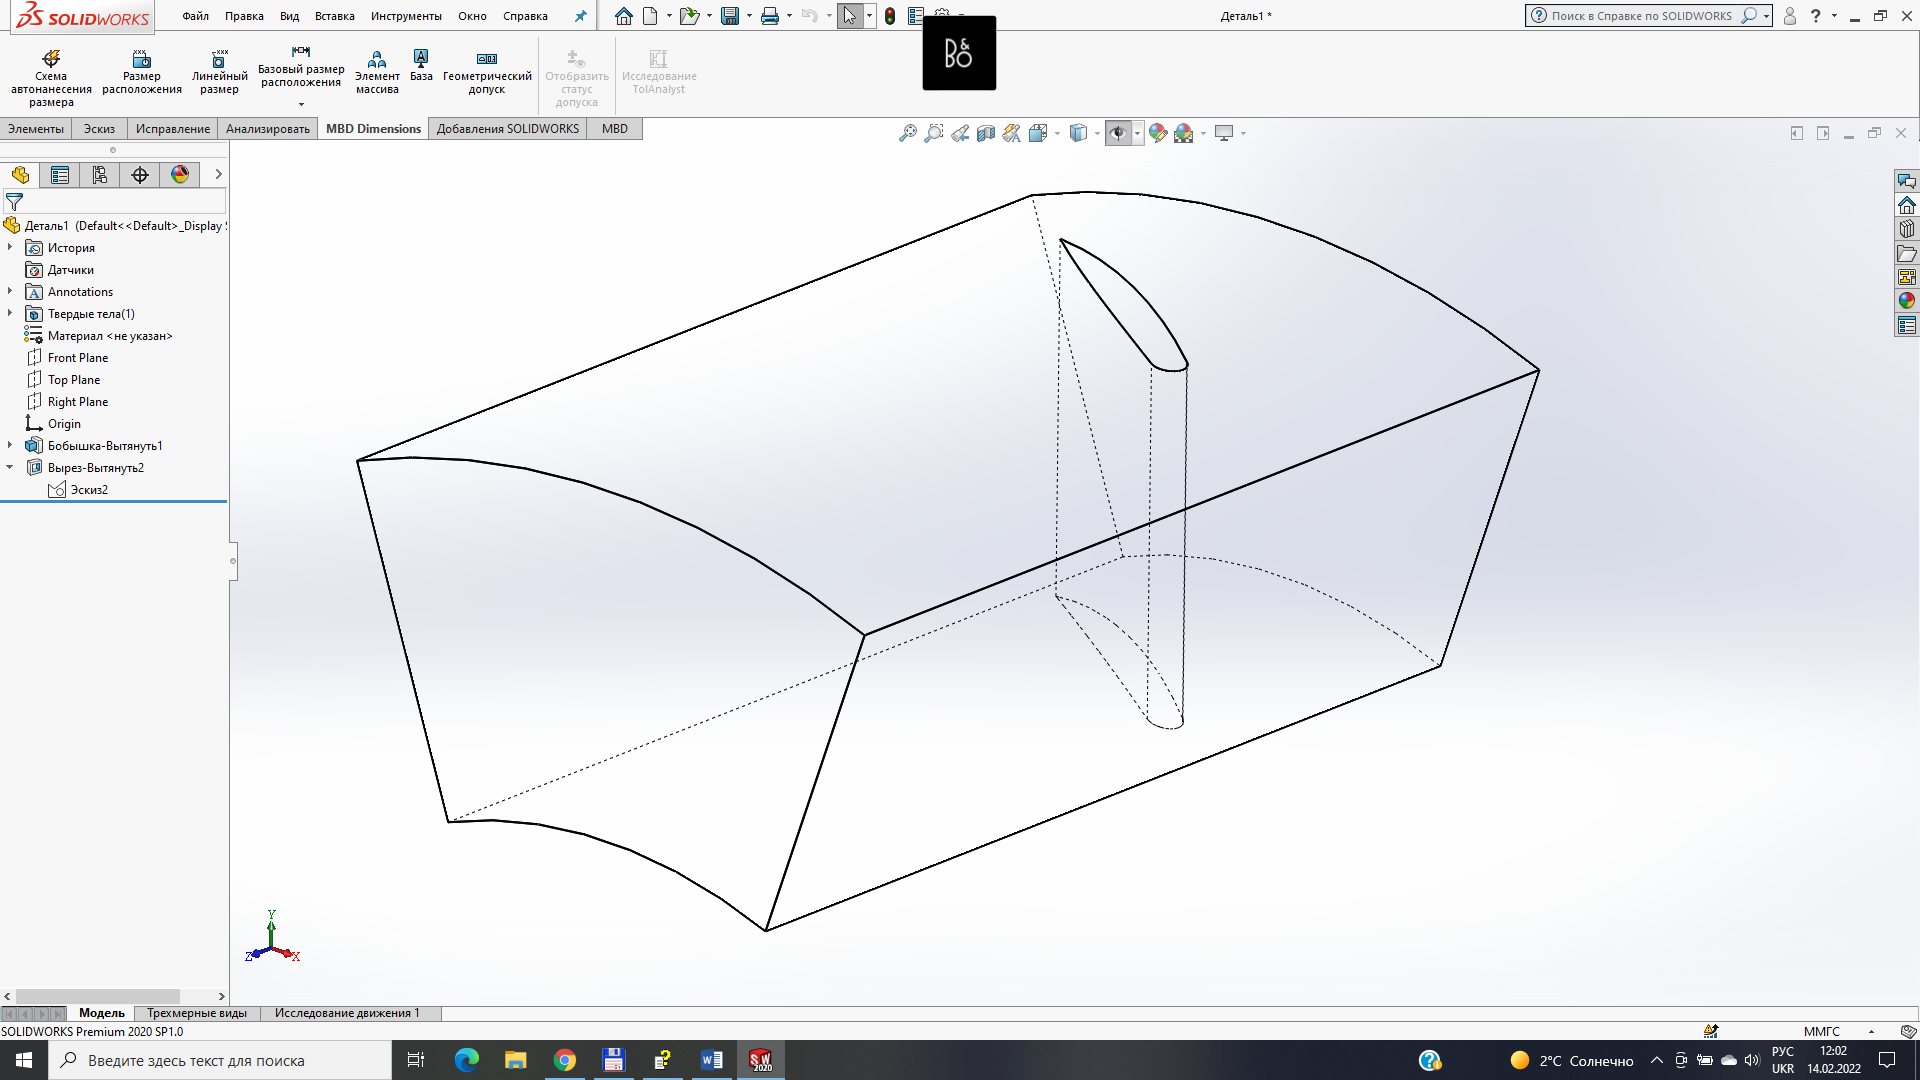 SOLIDWORKS
Файл Правка Вид Вставка Инструменты Окно Справка
Деталь1 *
Поиск в Справке по SOLIDWORKS
B&O
Схема автонанесения размера
Размер расположения
Линейный размер
Базовый размер расположения
Элемент массива
База
Геометрический допуск
Отобразить статус допуска
Исследование TolAnalyst
Элементы Эскиз Исправление Анализировать MBD Dimensions Добавления SOLIDWORKS MBD
Деталь1 (Default<<Default>_Display
История
Датчики
Annotations
Твердые тела(1)
Материал <не указан>
Front Plane
Top Plane
Right Plane
Origin
Бобышка-Вытянуть1
Вырез-Вытянуть2
Эскиз2
Y
Z
X
Модель Трехмерные виды Исследование движения 1
SOLIDWORKS Premium 2020 SP1.0
ММГС
Введите здесь текст для поиска
SW 2020
2°C Солнечно
РУС
UKR
12:02
14.02.2022